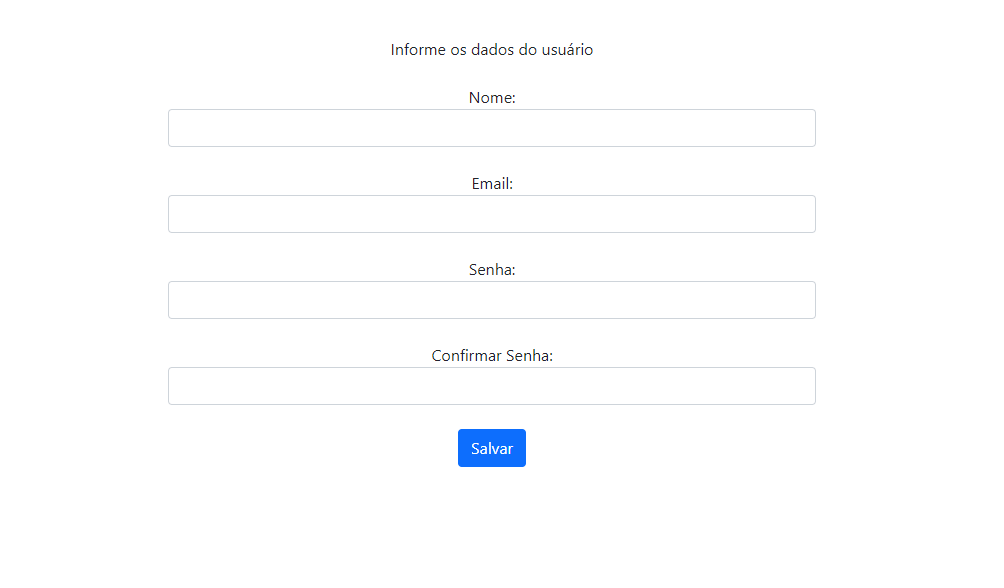 Informe os dados do usuário
Nome:
Email:
Senha:
Confirmar Senha:
Salvar